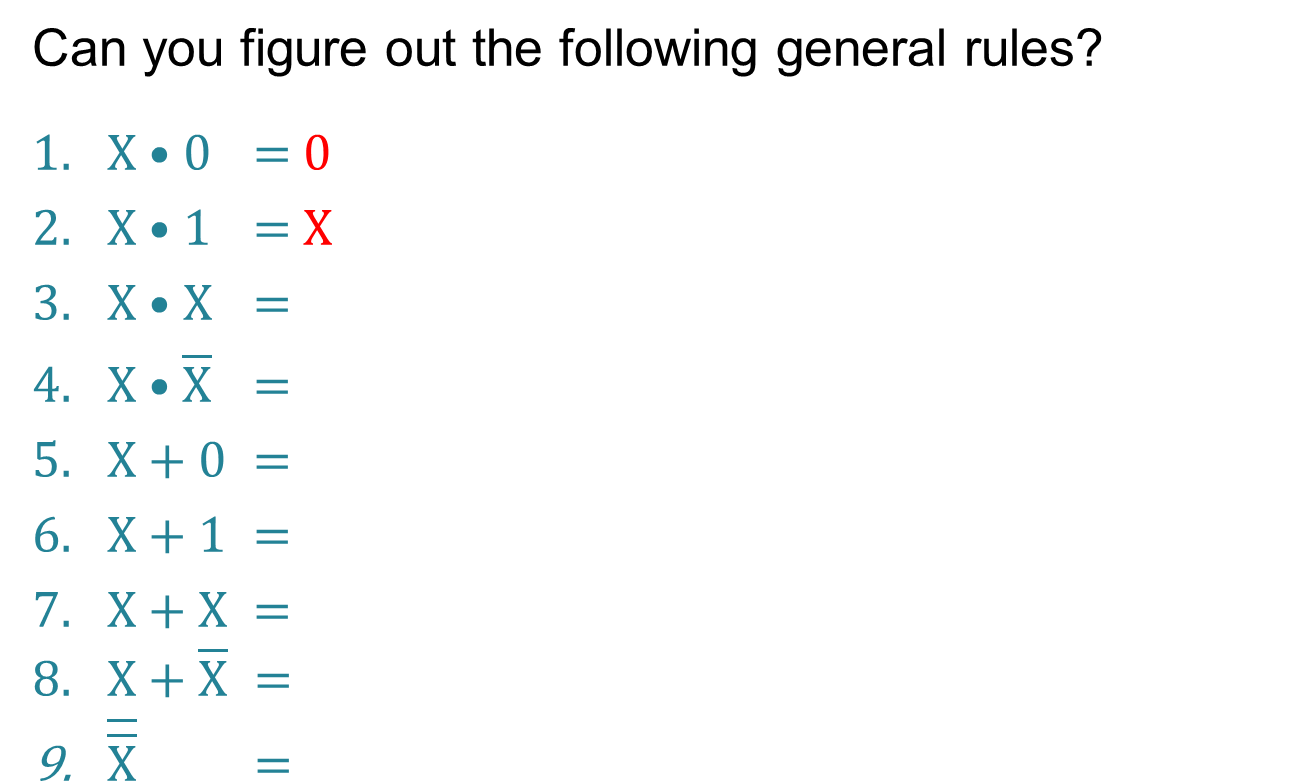 Can you figure out the following general rules?
1. X • 0 = 0
2. X • 1 = X
3. X • X =
4. X • X̅ =
5. X + 0 =
6. X + 1 =
7. X + X =
8. X + X̅ =
9. X̿ =